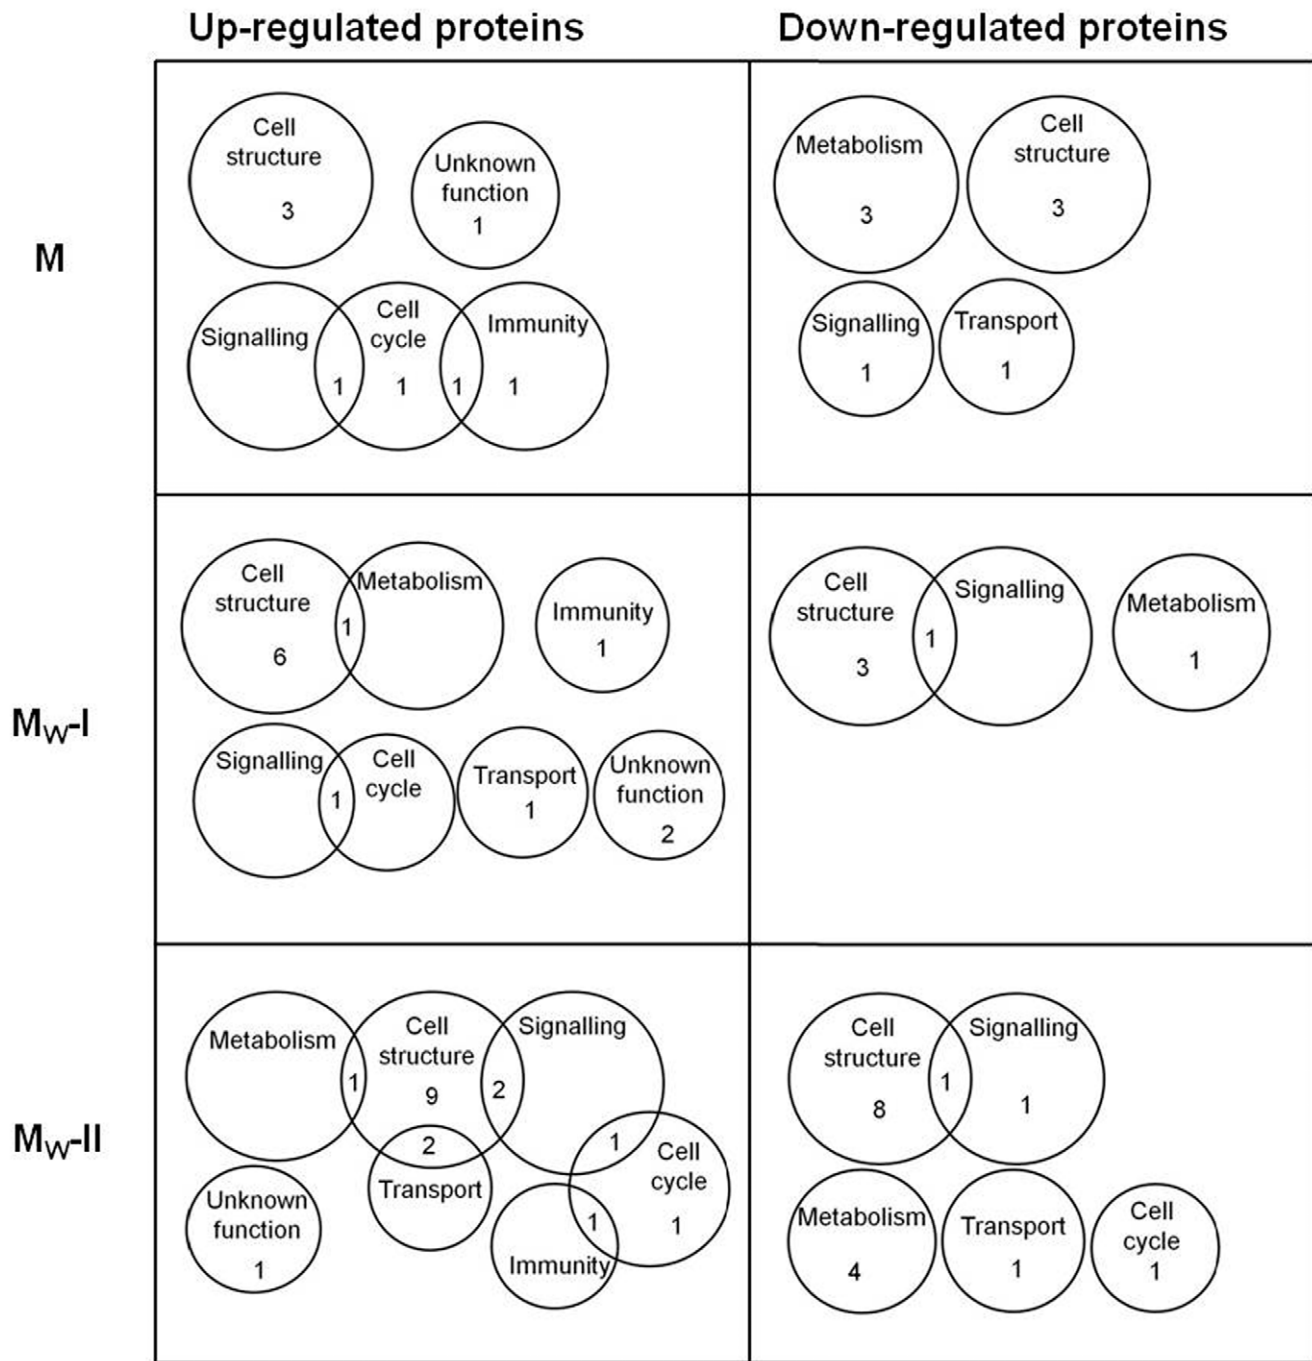 Up-regulated proteins
Down-regulated proteins
M
Cell
structure
3
Unknown
function
1
Signalling
1
Cell
cycle
1
1
Immunity
1
Metabolism
3
Cell
structure
3
Signalling
1
Transport
1
MW-I
Cell
structure
6
1
Metabolism
Immunity
1
Signalling
1
Cell
cycle
Transport
1
Unknown
function
2
Cell
structure
3
1
Signalling
Metabolism
1
MW-II
Metabolism
1
Cell
structure
9
2
Signalling
2
Transport
1
Cell
cycle
1
1
Immunity
Unknown
function
1
Cell
structure
8
1
Signalling
1
Metabolism
4
Transport
1
Cell
cycle
1